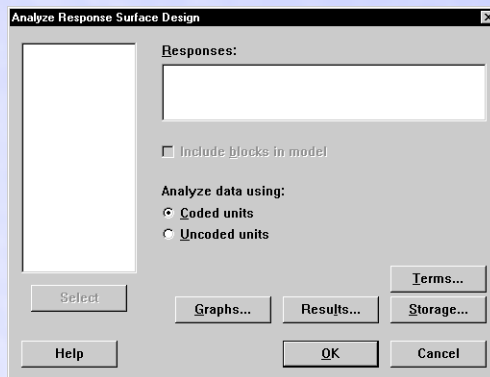 Analyze Response Surface Design
Responses:
Include blocks in model
Analyze data using:
Coded units
Uncoded units
Terms...
Select
Graphs...
Results...
Storage...
Help
OK
Cancel